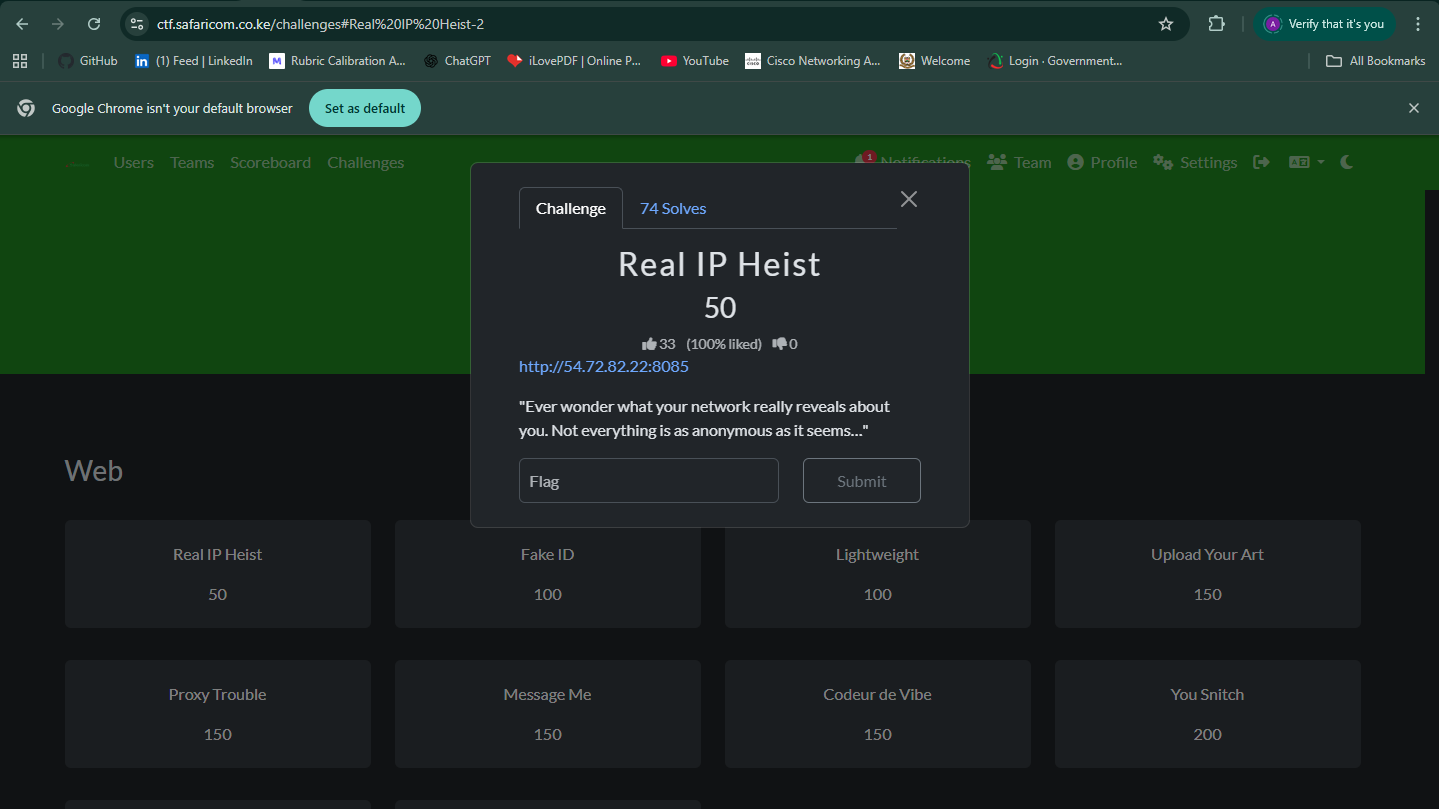 ctf.safaricom.co.ke/challenges#Real%20IP%20Heist-2
A
Verify that it's you
GitHub
(1) Feed | LinkedIn
Rubric Calibration A...
ChatGPT
iLovePDF | Online P...
YouTube
Cisco Networking A...
Welcome
Login · Government...
All Bookmarks
Google Chrome isn't your default browser
Set as default
Users
Teams
Scoreboard
Challenges
1
Notifications
Team
Profile
Settings
Challenge
74 Solves
Real IP Heist
50
33 (100% liked) 0
http://54.72.82.22:8085
"Ever wonder what your network really reveals about
you. Not everything is as anonymous as it seems..."
Flag
Submit
Web
Real IP Heist
50
Fake ID
100
Lightweight
100
Upload Your Art
150
Proxy Trouble
150
Message Me
150
Codeur de Vibe
150
You Snitch
200